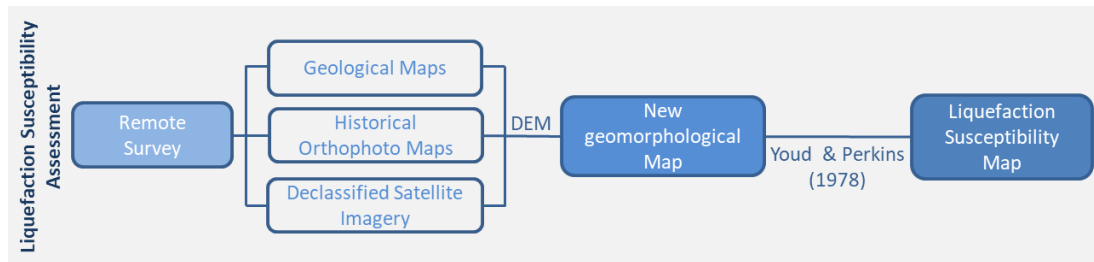 Liquefaction Susceptibility
Assessment
Remote
Survey
Geological Maps
Historical
Orthophoto Maps
Declassified Satellite
Imagery
DEM
New
geomorphological
Map
Youd & Perkins
(1978)
Liquefaction
Susceptibility
Map